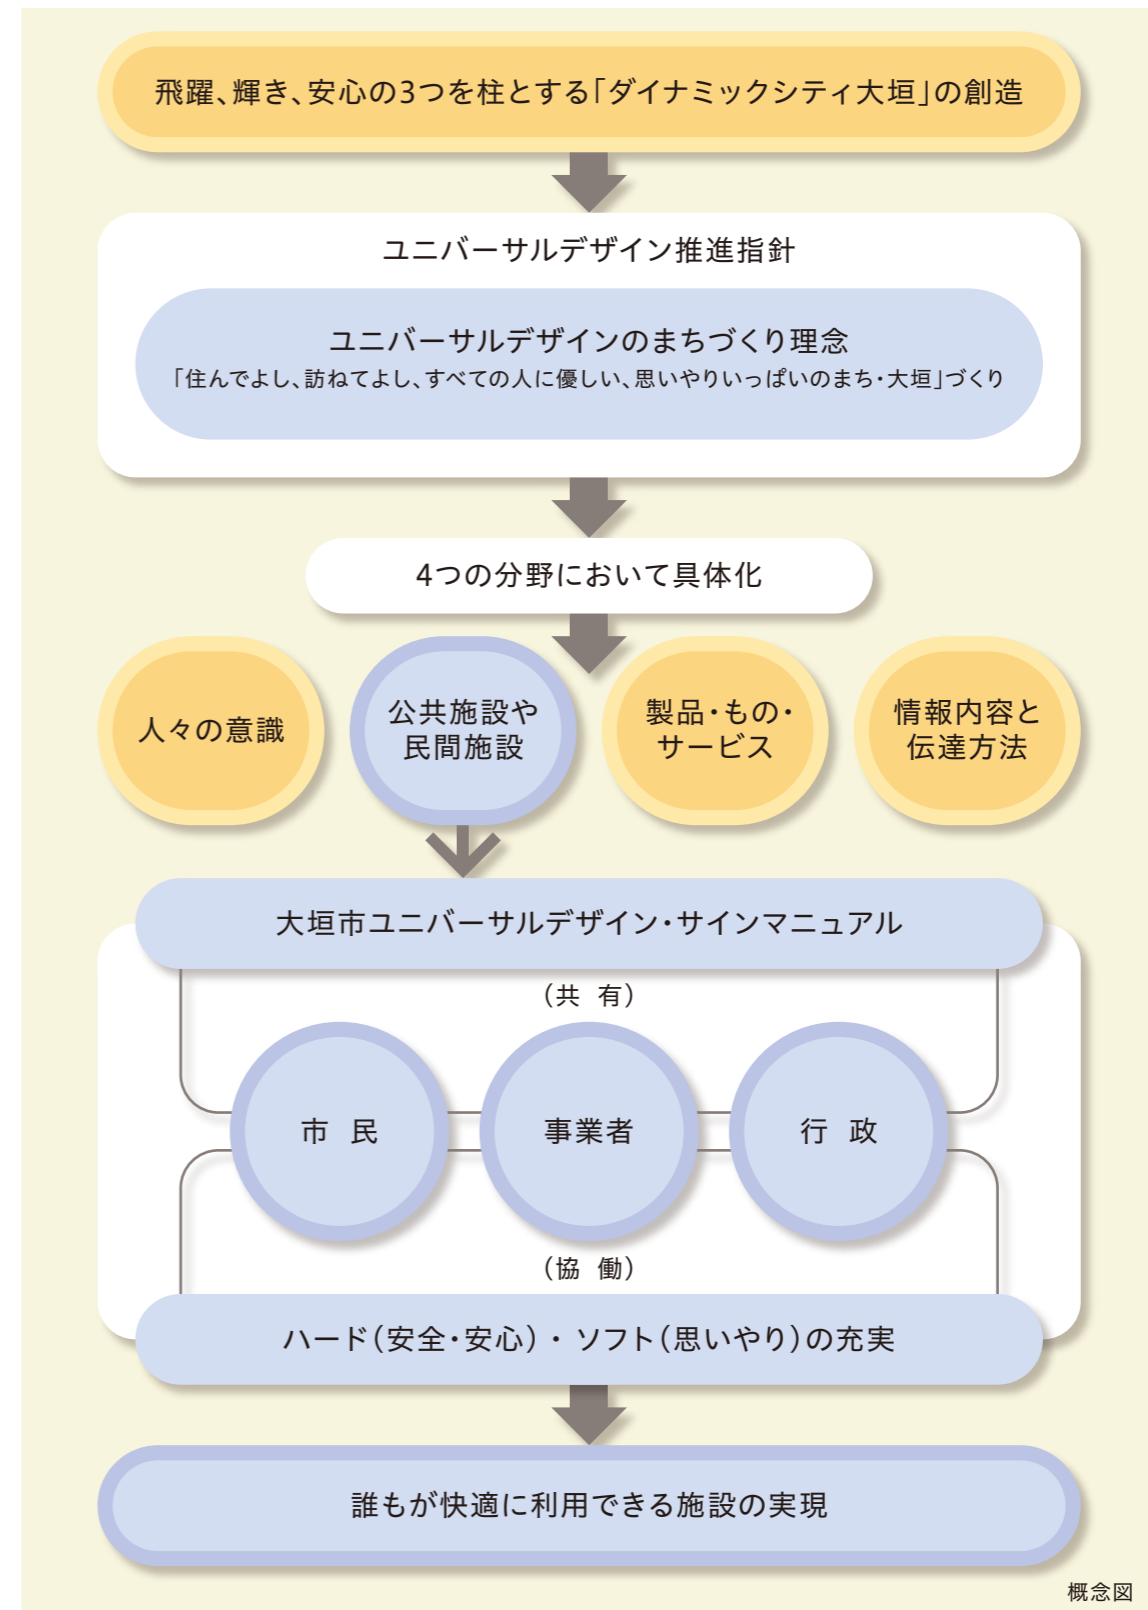 飛躍、輝き、安心の3つを柱とする「ダイナミックシティ大垣」の創造
ユニバーサルデザイン推進指針
ユニバーサルデザインのまちづくり理念
「住んでよし、訪ねてよし、すべての人に優しい、思いやりいっぱいのまち・大垣」づくり
4つの分野において具体化
人々の意識
公共施設や
民間施設
製品・もの・
サービス
情報内容と
伝達方法
大垣市ユニバーサルデザイン・サインマニュアル
（共 有）
市 民
事業者
行 政
（協 働）
ハード（安全・安心）・ソフト（思いやり）の充実
誰もが快適に利用できる施設の実現
概念図